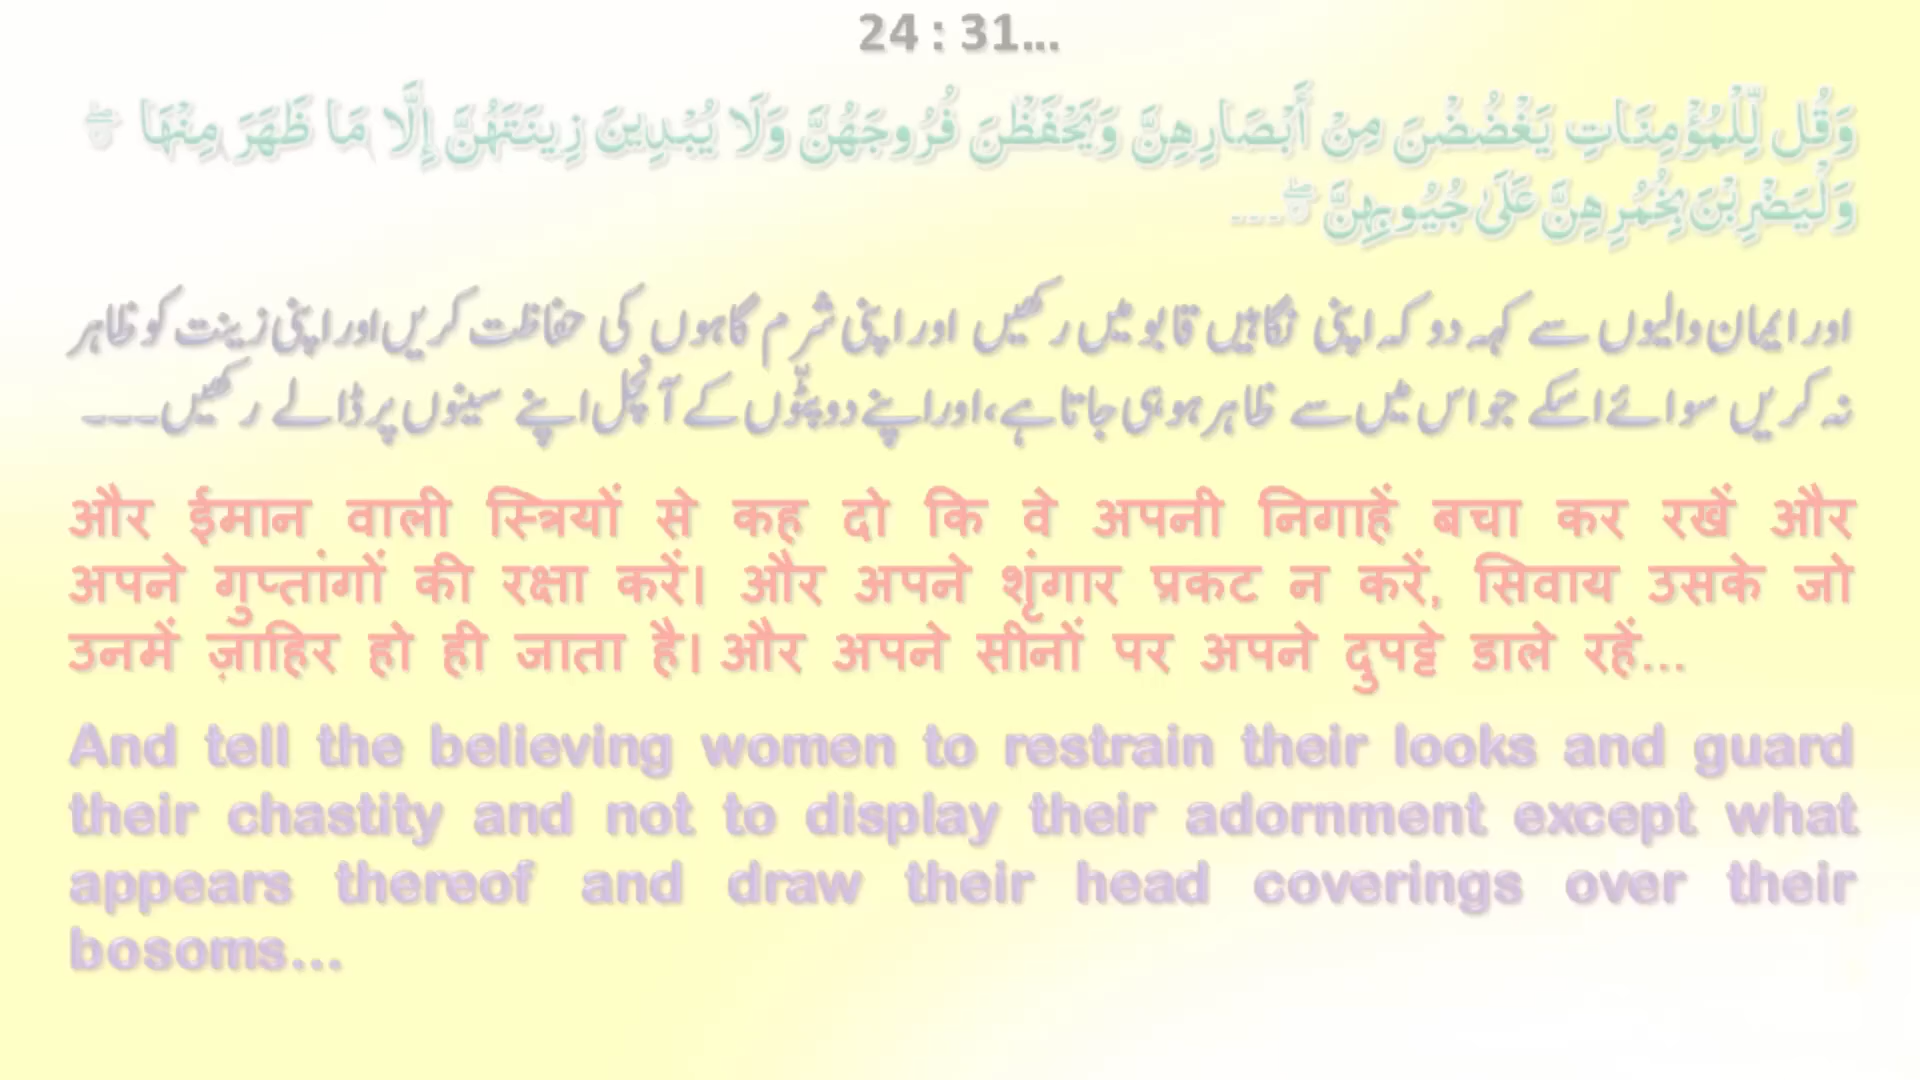 24 : 31...
وَقُل لِّلْمُؤْمِنَاتِ يَغْضُضْنَ مِنْ أَبْصَارِهِنَّ وَيَحْفَظْنَ فُرُوجَهُنَّ وَلَا يُبْدِينَ زِينَتَهُنَّ إِلَّا مَا ظَهَرَ مِنْهَا ۖ
وَلْيَضْرِبْنَ بِخُمُرِهِنَّ عَلَىٰ جُيُوبِهِنَّ ۖ...
اور ایمان والیوں سے کہہ دو کہ اپنی نگاہیں قابو میں رکھیں اور اپنی شرم گاہوں کی حفاظت کریں اور اپنی زینت کو ظاہر
نہ کریں سوائے اسکے جو اس میں سے ظاہر ہو ہی جاتا ہے، اور اپنے دوپٹّوں کے آنچل اپنے سینوں پر ڈالے رکھیں۔۔۔
और ईमान वाली स्त्रियों से कह दो कि वे अपनी निगाहें बचा कर रखें और
अपने गुप्तांगों की रक्षा करें। और अपने शृंगार प्रकट न करें, सिवाय उसके जो
उनमें ज़ाहिर हो ही जाता है। और अपने सीनों पर अपने दुपट्टे डाले रहें...
And tell the believing women to restrain their looks and guard
their chastity and not to display their adornment except what
appears thereof and draw their head coverings over their
bosoms...